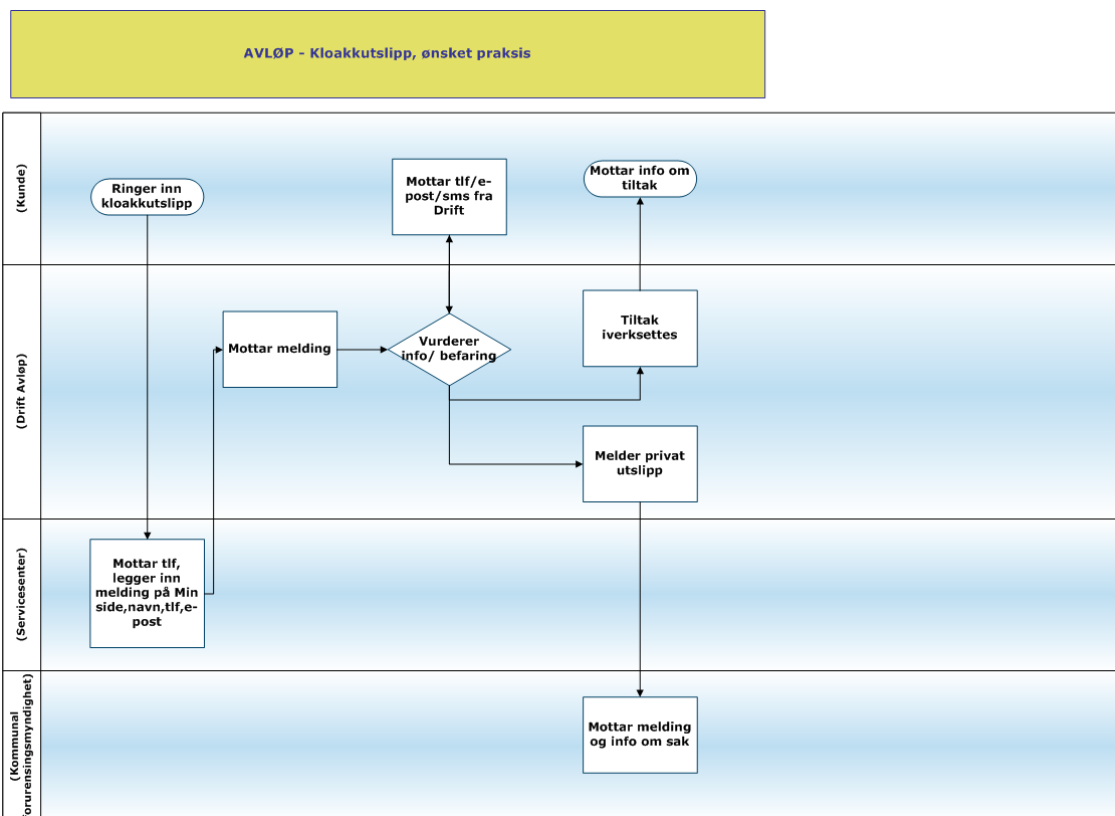 AVLØP - Kloakkutslipp, ønsket praksis
(Kunde)
Ringer inn
kloakkutslipp
Mottar tlf/e-
post/sms fra
Drift
Mottar info om
tiltak
(Drift Avløp)
Mottar melding
Vurderer
info/ befaring
Tiltak
iverksettes
Melder privat
utslipp
(Servicesenter)
Mottar tlf,
legger inn
melding på Min
side,navn,tlf,e-
post
(Kommunal
forurensingsmyndighet)
Mottar melding
og info om sak